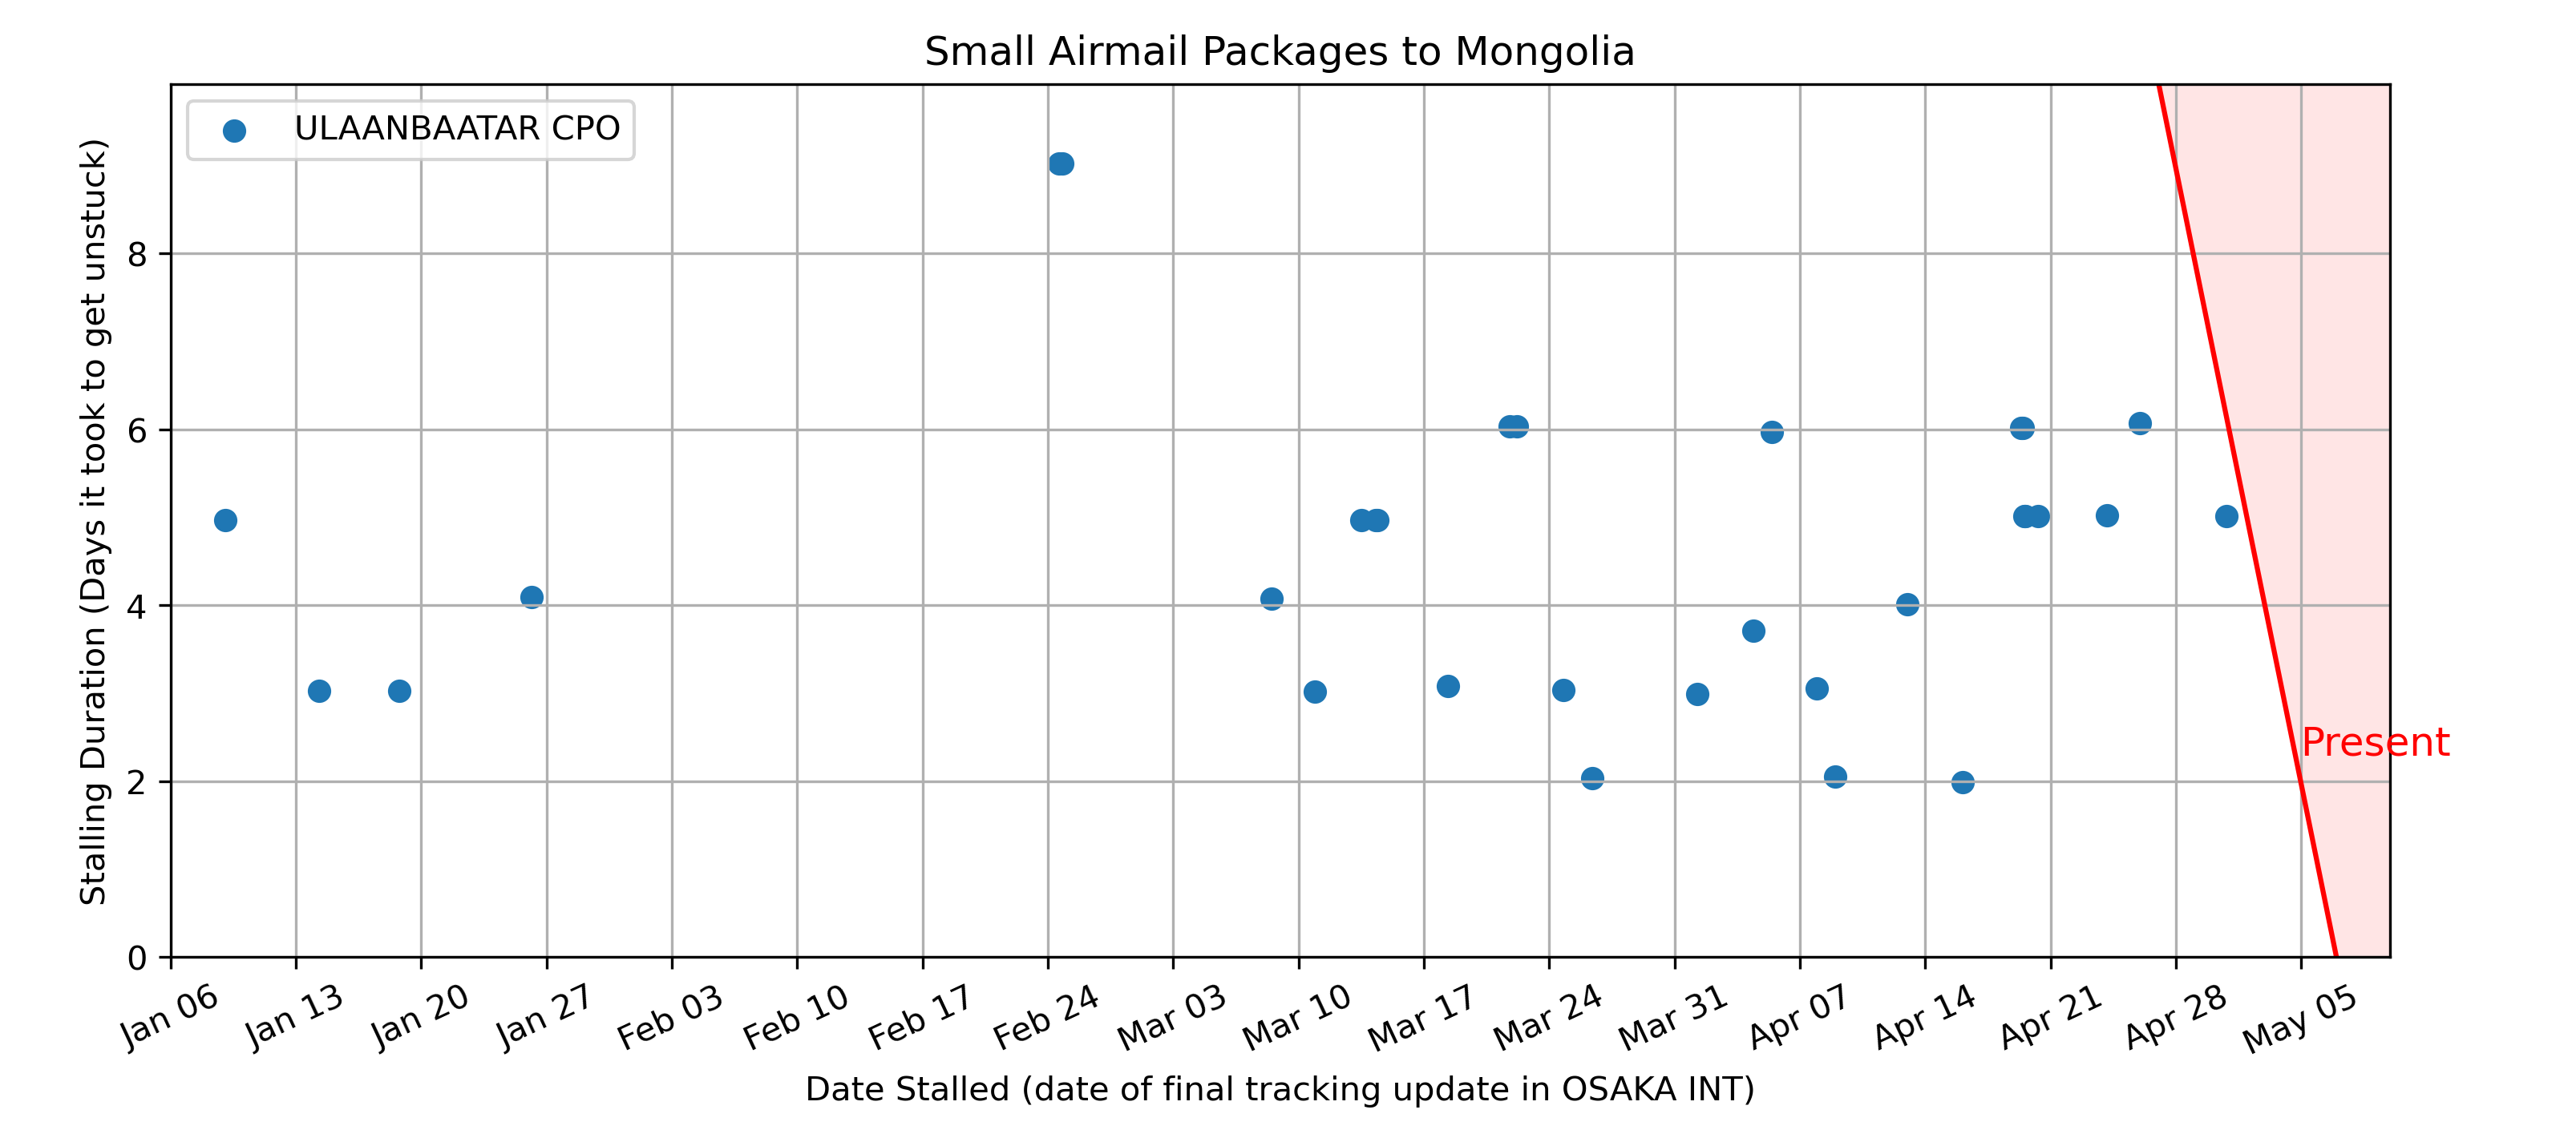 Small Airmail Packages to Mongolia
ULAANBAATAR CPO
Stalling Duration (Days it took to get unstuck)
8
6
4
2
0
Present
Jan 06
Jan 13
Jan 20
Jan 27
Feb 03
Feb 10
Feb 17
Feb 24
Mar 03
Mar 10
Mar 17
Mar 24
Mar 31
Apr 07
Apr 14
Apr 21
Apr 28
May 05
Date Stalled (date of final tracking update in OSAKA INT)